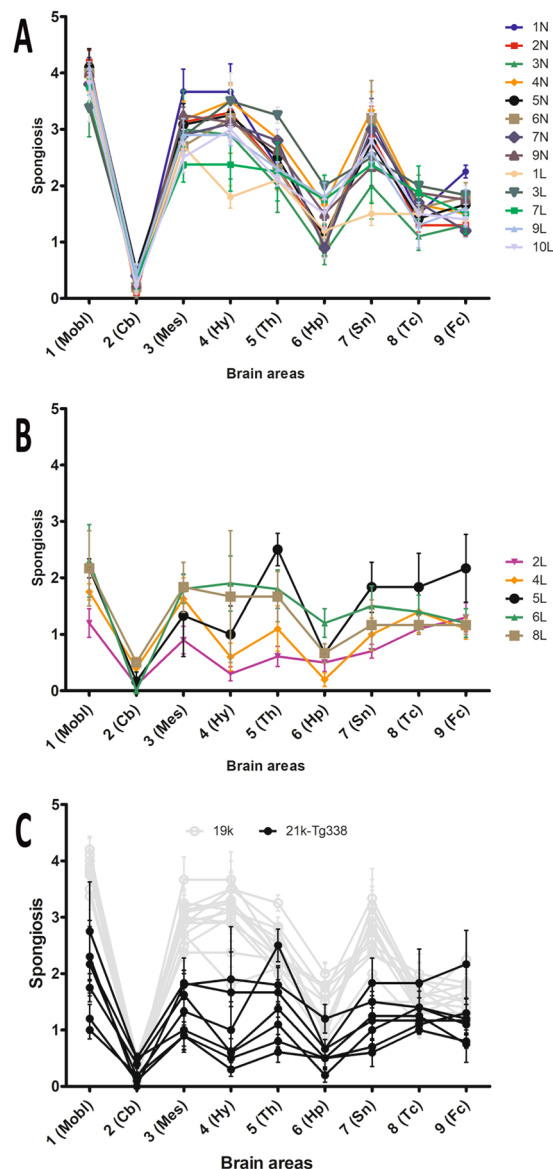 A
Spongiosis
5
4
3
2
1
0
1 (Mobl)
2 (Cb)
3 (Mes)
4 (Hy)
5 (Th)
6 (Hp)
7 (Sn)
8 (Tc)
9 (Fc)
Brain areas
1N
2N
3N
4N
5N
6N
7N
9N
1L
3L
7L
9L
10L
B
Spongiosis
5
4
3
2
1
0
1 (Mobl)
2 (Cb)
3 (Mes)
4 (Hy)
5 (Th)
6 (Hp)
7 (Sn)
8 (Tc)
9 (Fc)
Brain areas
2L
4L
5L
6L
8L
C
19k
21k-Tg338
Spongiosis
5
4
3
2
1
0
1 (Mobl)
2 (Cb)
3 (Mes)
4 (Hy)
5 (Th)
6 (Hp)
7 (Sn)
8 (Tc)
9 (Fc)
Brain areas